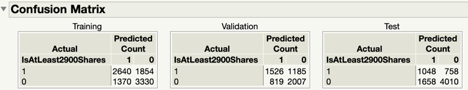 Confusion Matrix
Training
Actual Predicted Count
IsAtLeast2900Shares 1 0
1 2640 1854
0 1370 3330
Validation
Actual Predicted Count
IsAtLeast2900Shares 1 0
1 1526 1185
0 819 2007
Test
Actual Predicted Count
IsAtLeast2900Shares 1 0
1 1048 758
0 1658 4010